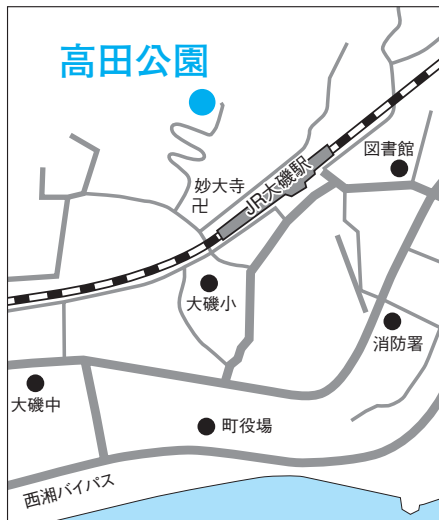 高田公園
図書館
妙大寺
卍
JR大磯駅
大磯小
消防署
大磯中
町役場
西湘バイパス